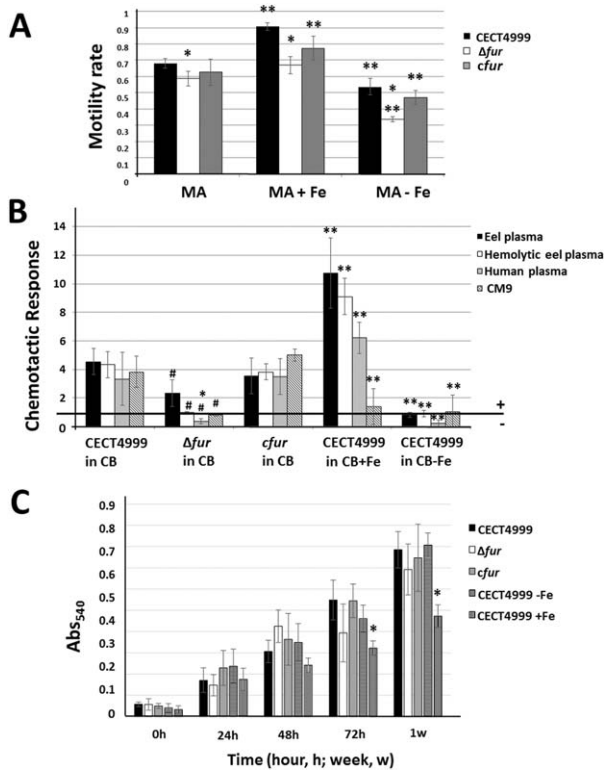 A
Motility rate
1
0.9
0.8
0.7
0.6
0.5
0.4
0.3
0.2
0.1
0
*
**
*
**
**
*
**
**
MA
MA + Fe
MA - Fe
CECT4999
Δfur
cfur
B
Chemotactic Response
14
12
10
8
6
4
2
0
#
#
*
#
#
**
**
**
**
**
**
**
**
+
-
CECT4999 in CB
Δfur in CB
cfur in CB
CECT4999 in CB+Fe
CECT4999 in CB-Fe
Eel plasma
Hemolytic eel plasma
Human plasma
CM9
C
Abs540
0.9
0.8
0.7
0.6
0.5
0.4
0.3
0.2
0.1
0
*
*
0h
24h
48h
72h
1w
Time (hour, h; week, w)
CECT4999
Δfur
cfur
CECT4999 -Fe
CECT4999 +Fe